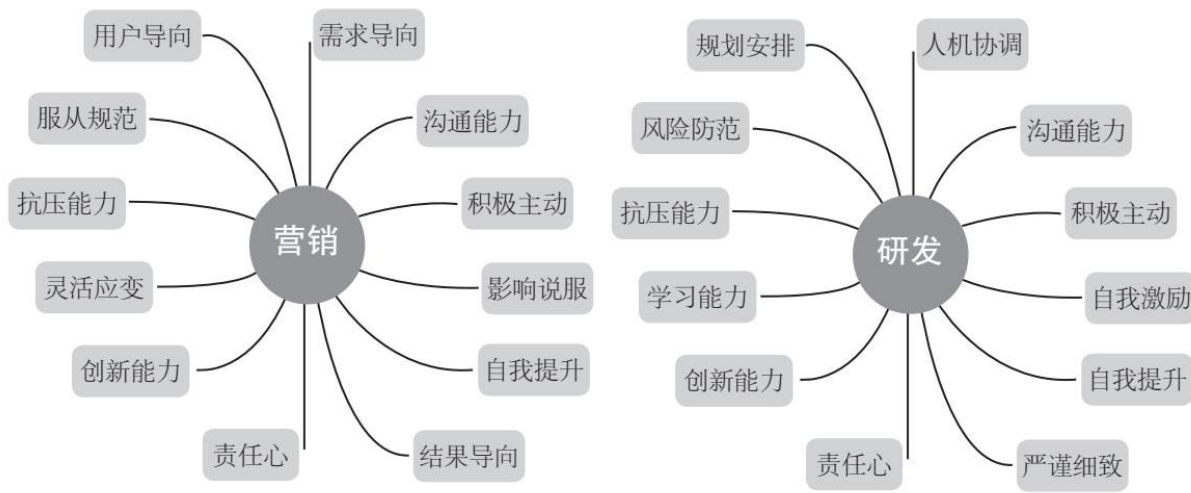 用户导向
需求导向
服从规范
沟通能力
抗压能力
积极主动
营销
灵活应变
影响说服
创新能力
自我提升
责任心
结果导向
规划安排
人机协调
风险防范
沟通能力
抗压能力
积极主动
研发
学习能力
自我激励
创新能力
自我提升
责任心
严谨细致